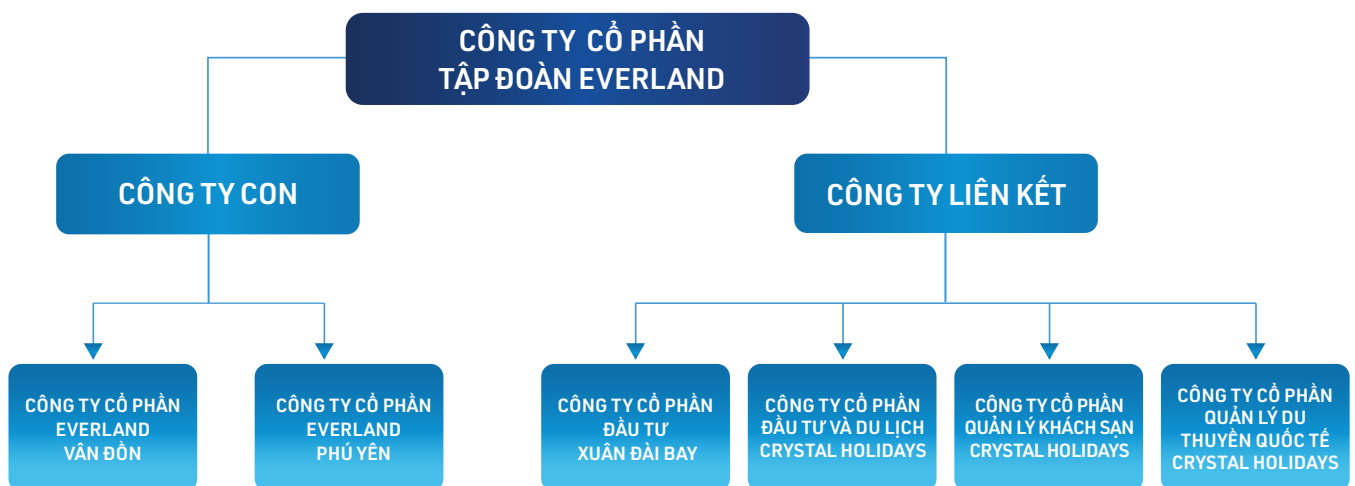 CÔNG TY CỔ PHẦN
TẬP ĐOÀN EVERLAND
CÔNG TY CON
CÔNG TY LIÊN KẾT
CÔNG TY CỔ PHẦN
EVERLAND
VÂN ĐỒN
CÔNG TY CỔ PHẦN
EVERLAND
PHÚ YÊN
CÔNG TY CỔ PHẦN
ĐẦU TƯ
XUÂN ĐÀI BAY
CÔNG TY CỔ PHẦN
ĐẦU TƯ VÀ DU LỊCH
CRYSTAL HOLIDAYS
CÔNG TY CỔ PHẦN
QUẢN LÝ KHÁCH SẠN
CRYSTAL HOLIDAYS
CÔNG TY CỔ PHẦN
QUẢN LÝ DU
THUYỀN QUỐC TẾ
CRYSTAL HOLIDAYS